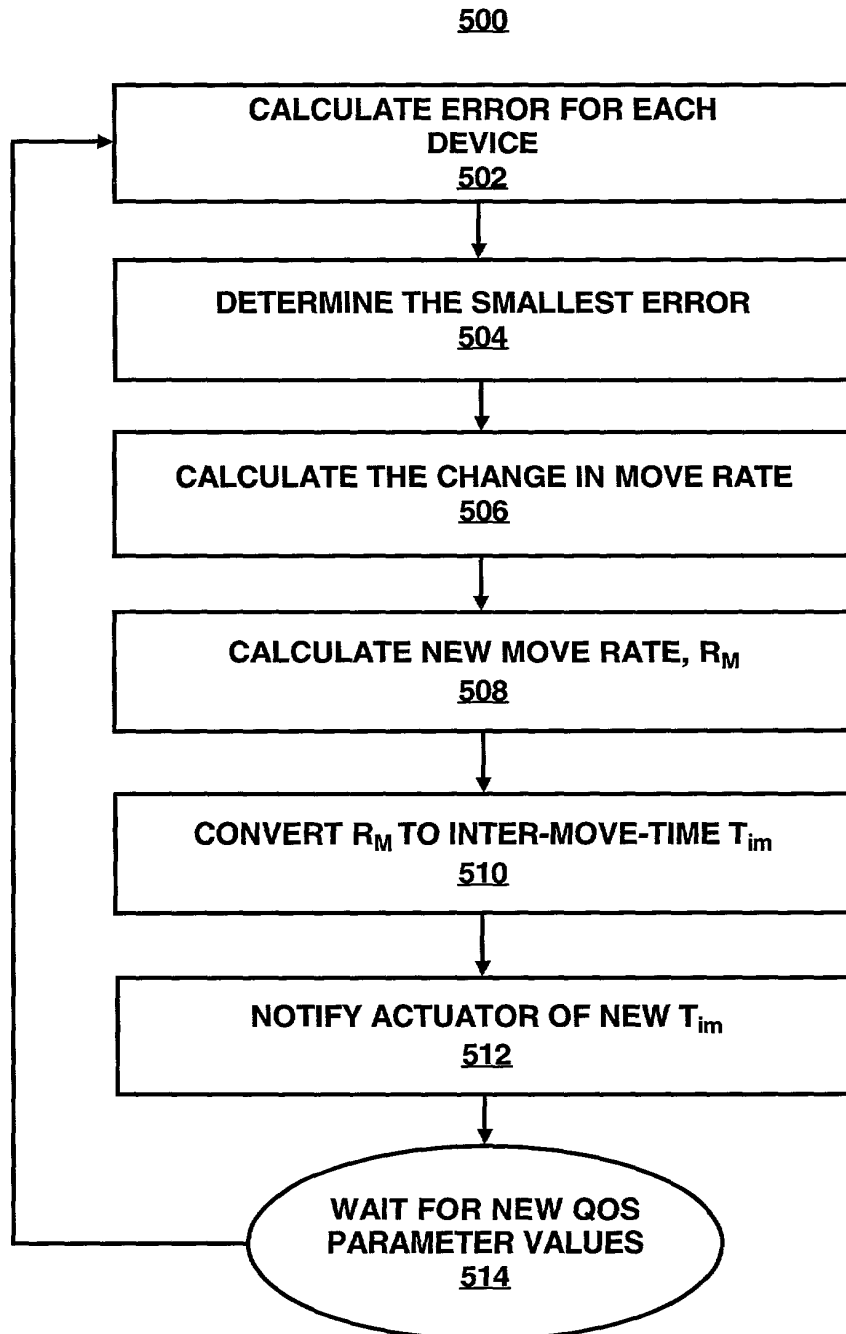 500
CALCULATE ERROR FOR EACH
DEVICE
502
DETERMINE THE SMALLEST ERROR
504
CALCULATE THE CHANGE IN MOVE RATE
506
CALCULATE NEW MOVE RATE, RM
508
CONVERT RM TO INTER-MOVE-TIME Tim
510
NOTIFY ACTUATOR OF NEW Tim
512
WAIT FOR NEW QOS
PARAMETER VALUES
514